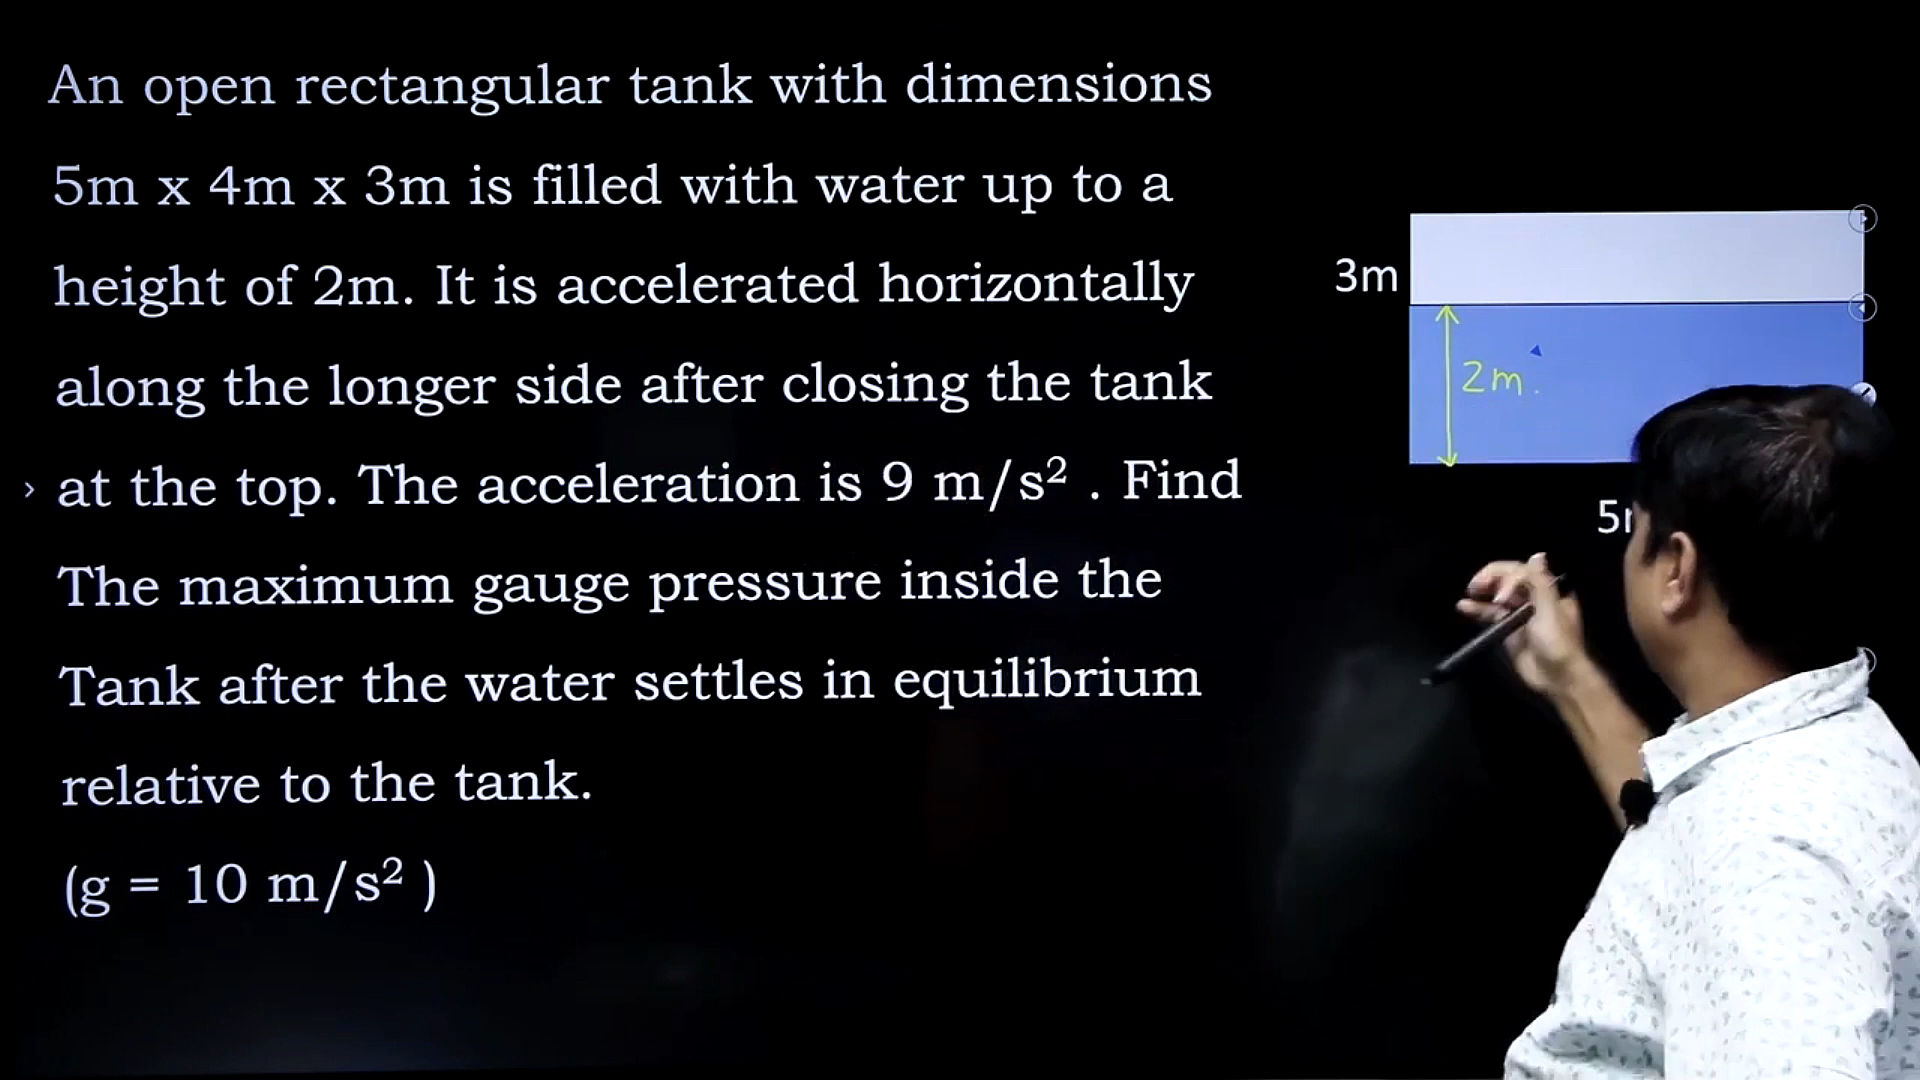 An open rectangular tank with dimensions
5m x 4m x 3m is filled with water up to a
height of 2m. It is accelerated horizontally
along the longer side after closing the tank
at the top. The acceleration is 9 m/s² . Find
The maximum gauge pressure inside the
Tank after the water settles in equilibrium
relative to the tank.
(g = 10 m/s² )
3m
2m.